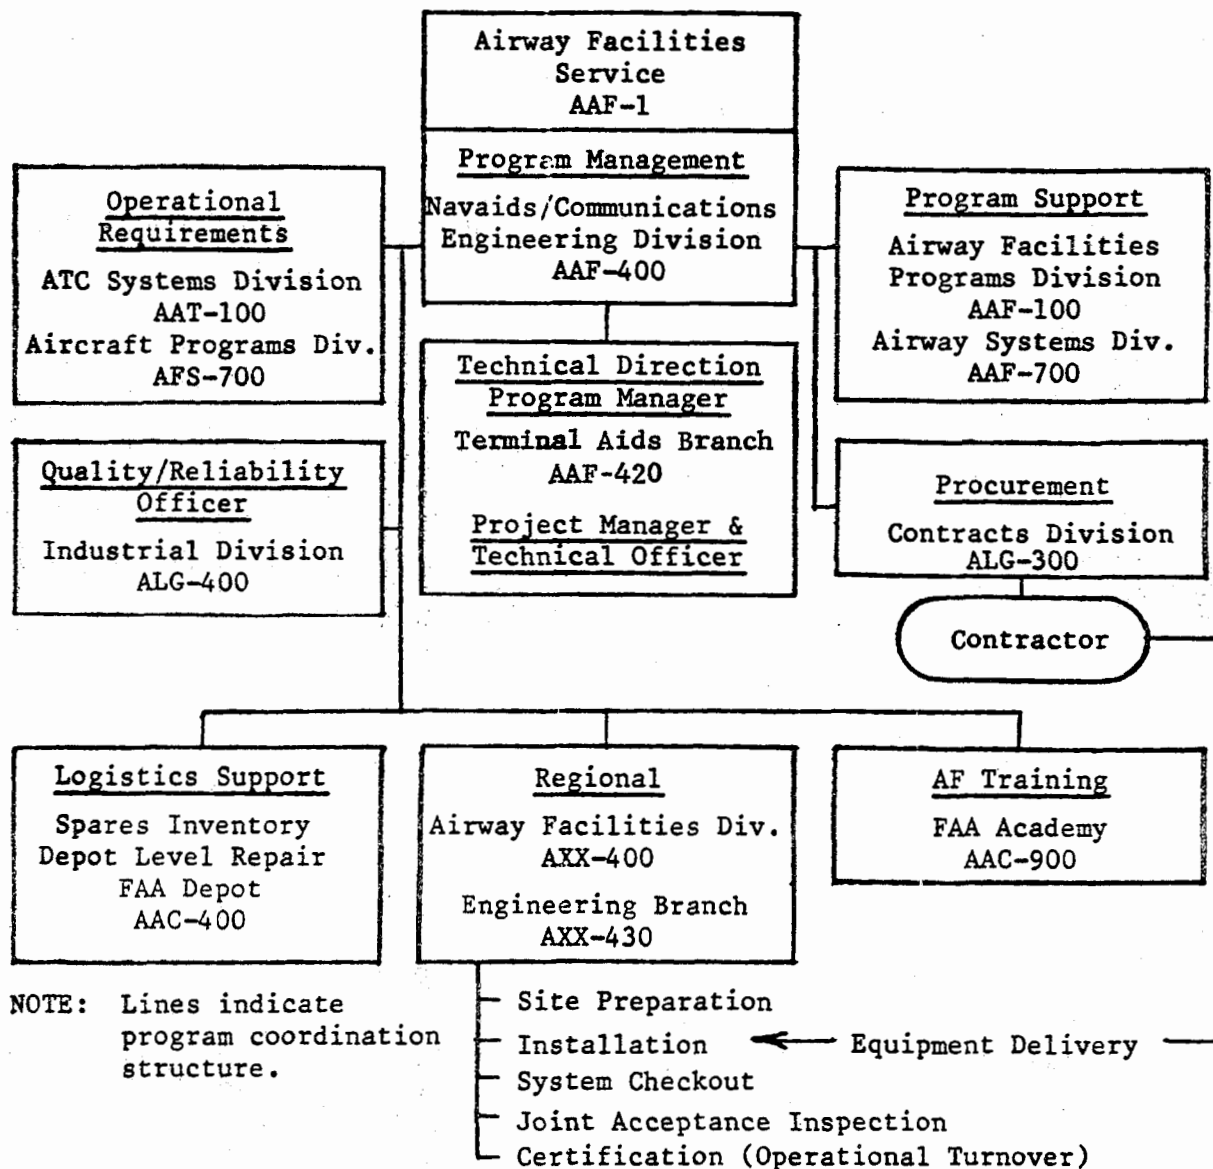 Airway Facilities
Service
AAF-1
Program Management
Navaids/Communications
Engineering Division
AAF-400
Operational
Requirements
ATC Systems Division
AAT-100
Aircraft Programs Div.
AFS-700
Program Support
Airway Facilities
Programs Division
AAF-100
Airway Systems Div.
AAF-700
Technical Direction
Program Manager
Terminal Aids Branch
AAF-420
Project Manager &
Technical Officer
Quality/Reliability
Officer
Industrial Division
ALG-400
Procurement
Contracts Division
ALG-300
Contractor
Logistics Support
Spares Inventory
Depot Level Repair
FAA Depot
AAC-400
Regional
Airway Facilities Div.
AXX-400
Engineering Branch
AXX-430
AF Training
FAA Academy
AAC-900
NOTE: Lines indicate
program coordination
structure.
Site Preparation
Installation
Equipment Delivery
System Checkout
Joint Acceptance Inspection
Certification (Operational Turnover)